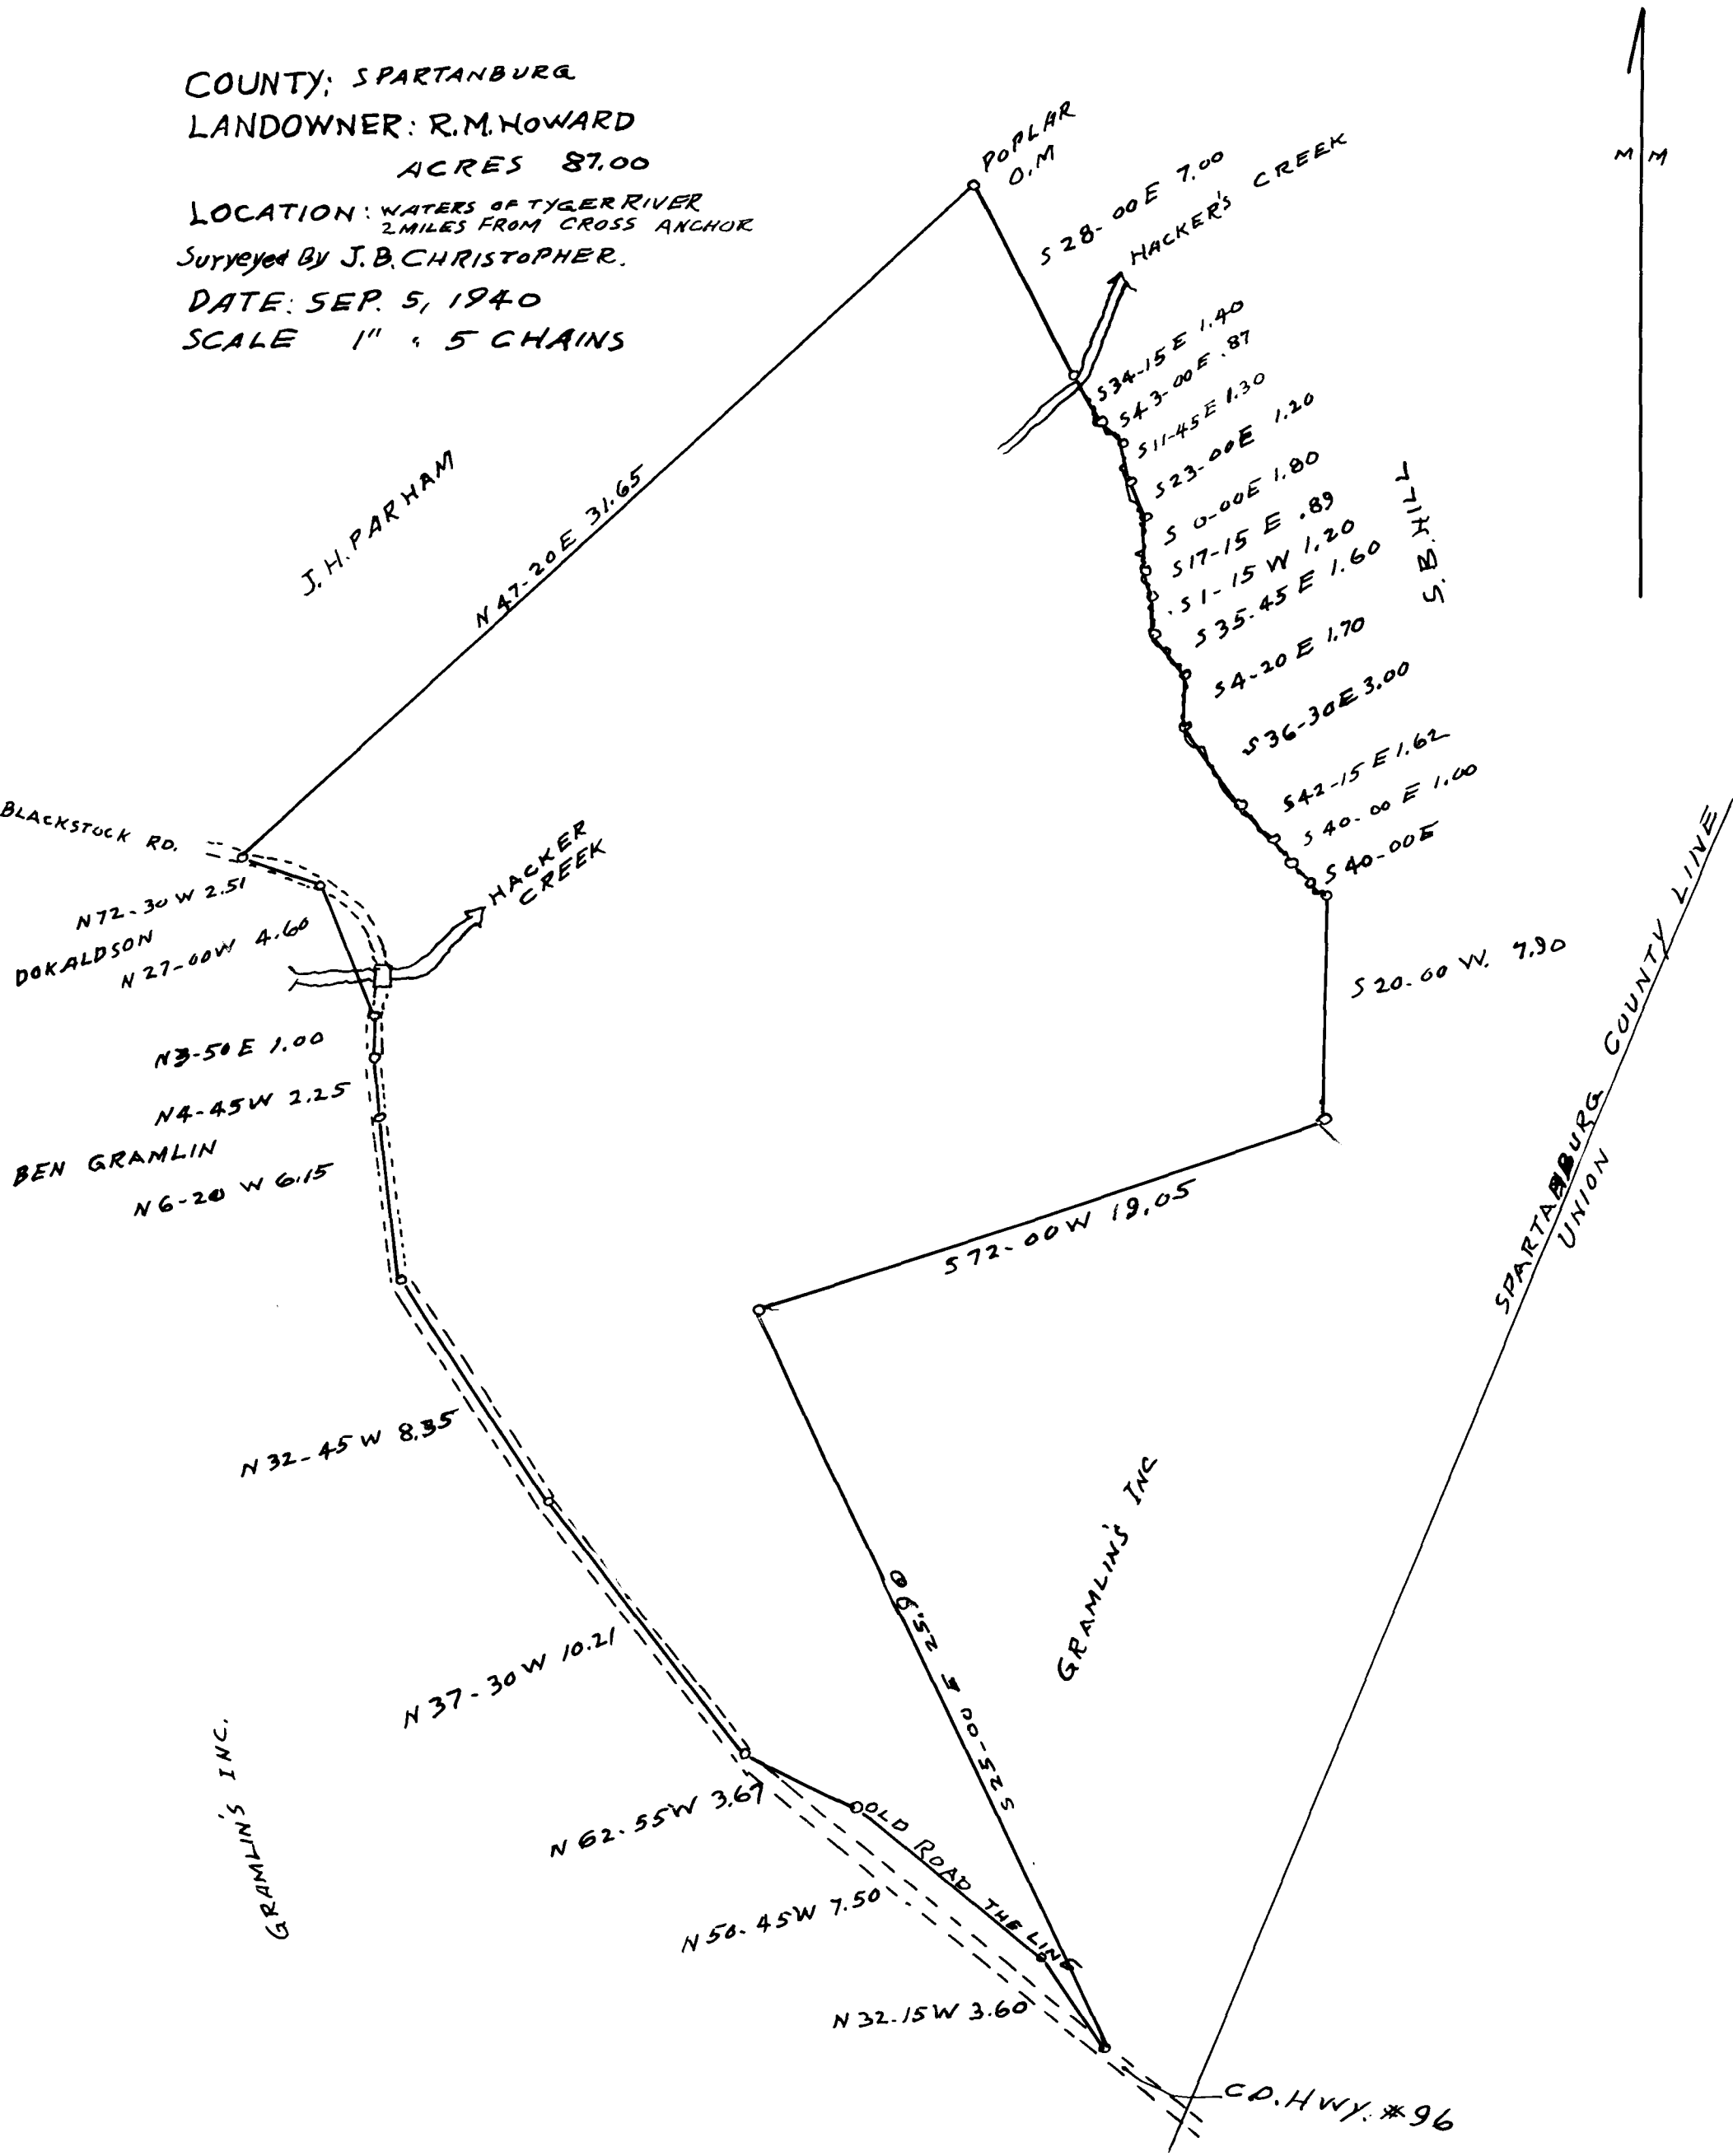 COUNTY: SPARTANBURG
LANDOWNER: R.M. HOWARD
ACRES 87.00
LOCATION: WATERS OF TYGER RIVER
2 MILES FROM CROSS ANCHOR
Surveyed By J.B. CHRISTOPHER.
DATE: SEP. 5, 1940
SCALE 1" : 5 CHAINS
M M
POPLAR
O.M
S 28-00 E 7.00
HACKER'S CREEK
S34-15 E 1.40
S43-00 E .87
S11-45 E 1.30
S23-00 E 1.20
S 0-00E 1.80
S17-15 E .89
S1-15 W 1.20
S 35-45 E 1.60
S4-20 E 1.70
S36-30E 3.00
S42-15 E 1.62
S 40-00 E 1.00
S 40-00E
S.B. HILL
J.H. PARHAM
N 47-20 E 31.65
BLACKSTOCK RD.
N72-30 W 2.51
DOKALDSON
N 27-00W 4.60
HACKER
CREEK
N3-50 E 1.00
N4-45W 2.25
BEN GRAMLIN
N 6-20 W 6.15
S 20.00 W. 7.90
S 72-00 W 19.05
SPARTANBURG COUNTY LINE
UNION
N 32-45 W 8.35
S 25-00 E
GRAMLIN'S INC
N 37-30 W 10.21
GRAMLIN'S INC.
N 62-55W 3.67
OLD ROAD THE LINE
N 50-45W 7.50
N 32-15W 3.60
CO. HWY. #96